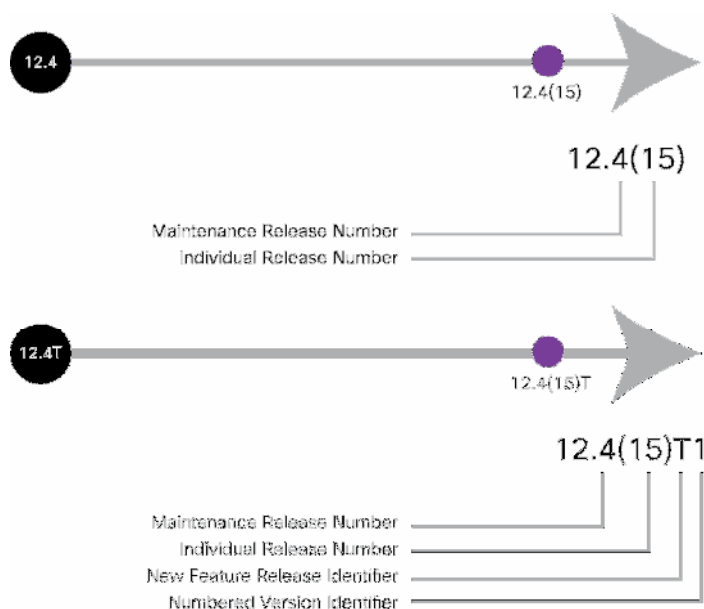 12.4
12.4(15)
12.4(15)
Maintenance Release Number
Individual Release Number
12.4T
12.4(15)T
12.4(15)T1
Maintenance Release Number
Individual Release Number
New Feature Release Identifier
Numbered Version Identifier